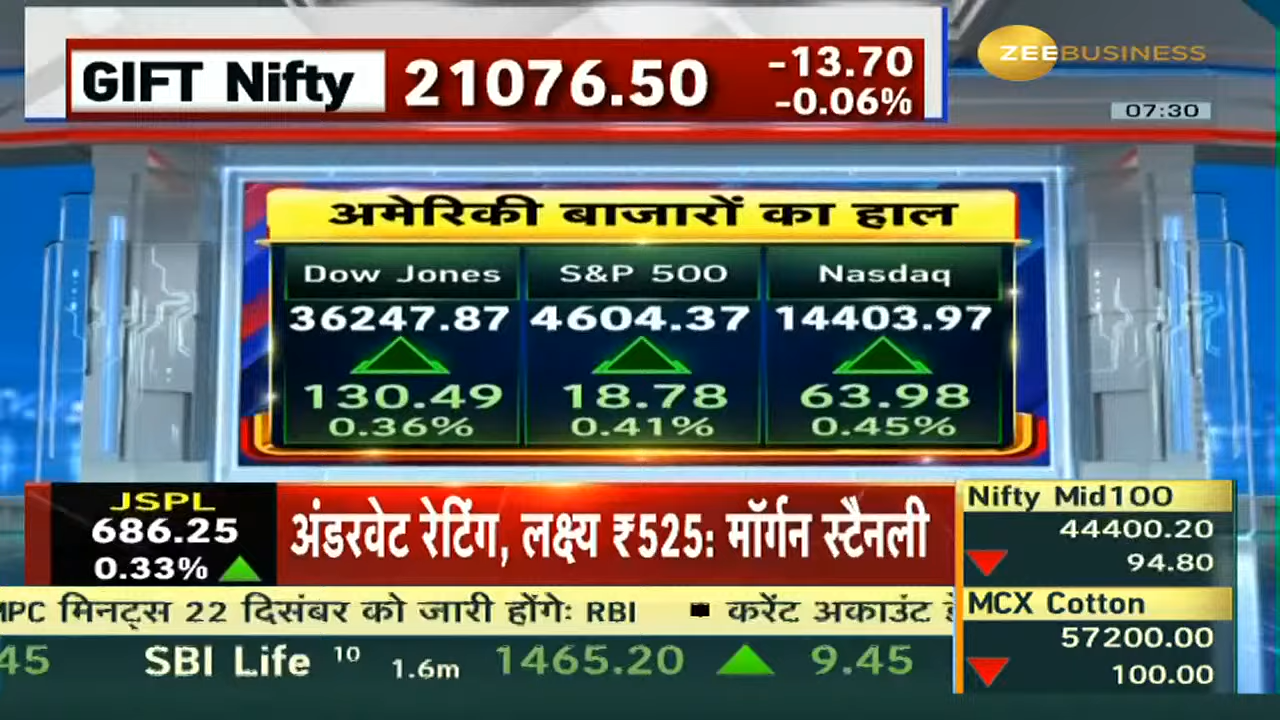 GIFT Nifty 21076.50 -13.70
-0.06%
ZEEBUSINESS
07:30
अमेरिकी बाजारों का हाल
Dow Jones S&P 500 Nasdaq
36247.87 4604.37 14403.97
130.49 18.78 63.98
0.36% 0.41% 0.45%
JSPL
686.25
0.33%
अंडरवेट रेटिंग, लक्ष्य ₹525: मॉर्गन स्टैनली
Nifty Mid100
44400.20
94.80
MCX Cotton
57200.00
100.00
MPC मिनट्स 22 दिसंबर को जारी होंगे: RBI ▪ करेंट अकाउंट
45 SBI Life 10 1.6m 1465.20 9.45